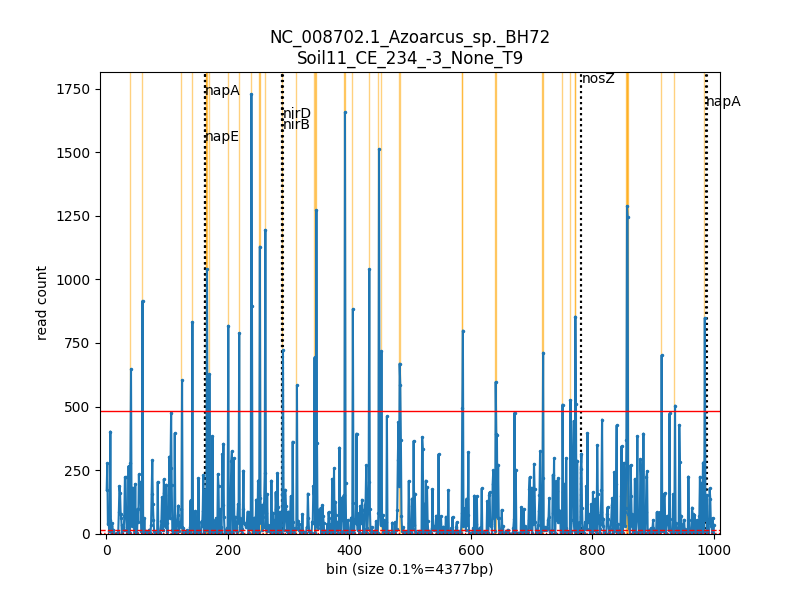 NC_008702.1_Azoarcus_sp._BH72
Soil11_CE_234_-3_None_T9
nosZ
napA
napA
nirD
nirB
napE
read count
1750
1500
1250
1000
750
500
250
0
0 200 400 600 800 1000
bin (size 0.1%=4377bp)